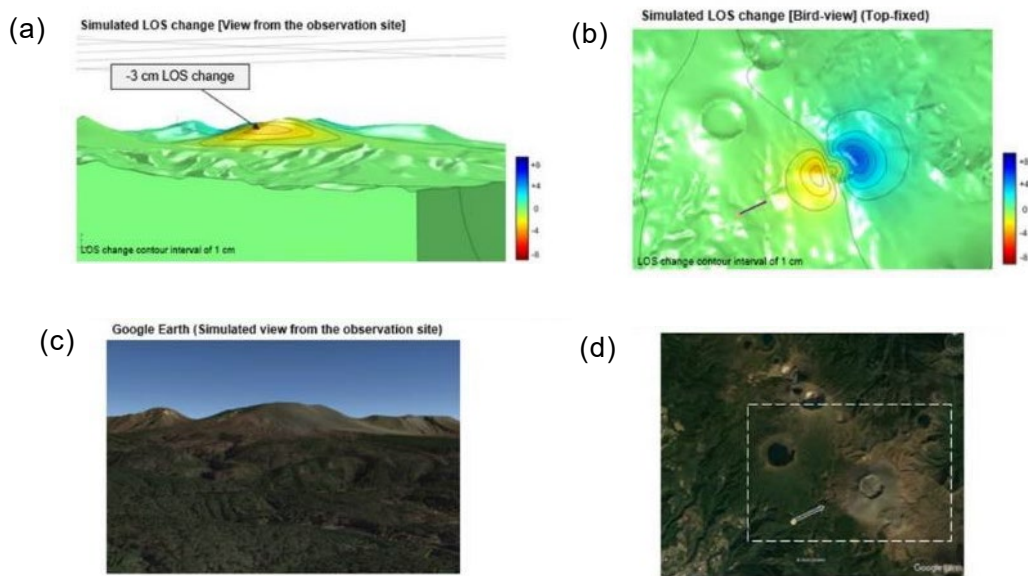 (a)
Simulated LOS change [View from the observation site]
-3 cm LOS change
+8
+4
0
-4
-8
LOS change contour interval of 1 cm
(b)
Simulated LOS change [Bird-view] (Top-fixed)
+8
+4
0
-4
-8
LOS change contour interval of 1 cm
(c)
Google Earth (Simulated view from the observation site)
(d)
Google Earth